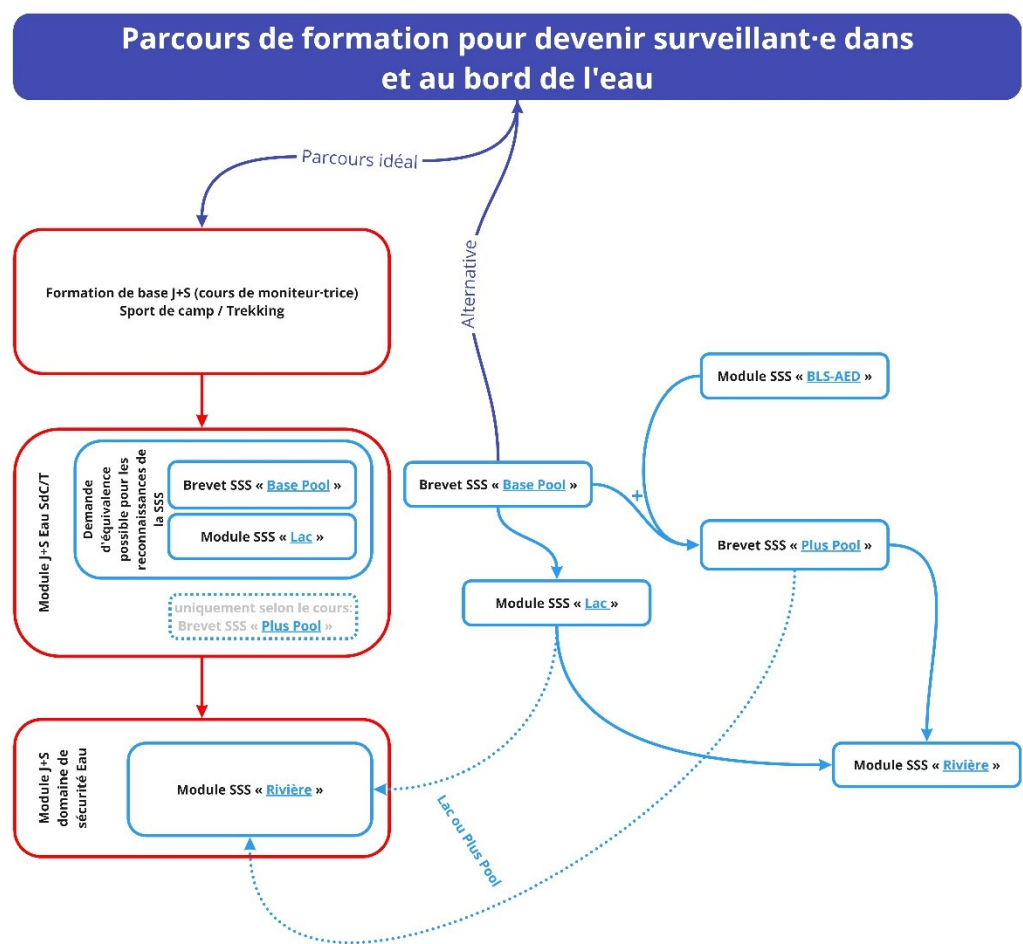 Parcours de formation pour devenir surveillant·e dans
et au bord de l'eau
Parcours idéal
Alternative
Formation de base J+S (cours de moniteur-trice)
Sport de camp / Trekking
Module SSS « BLS-AED »
Module J+S Eau SdC/T
Demande
d'équivalence
possible pour les
reconnaissances de
la SSS
Brevet SSS « Base Pool »
Module SSS « Lac »
uniquement selon le cours:
Brevet SSS « Plus Pool »
Brevet SSS « Base Pool »
+
Brevet SSS « Plus Pool »
Module SSS « Lac »
Module J+S
domaine de
sécurité Eau
Module SSS « Rivière »
Lac ou Plus Pool
Module SSS « Rivière »